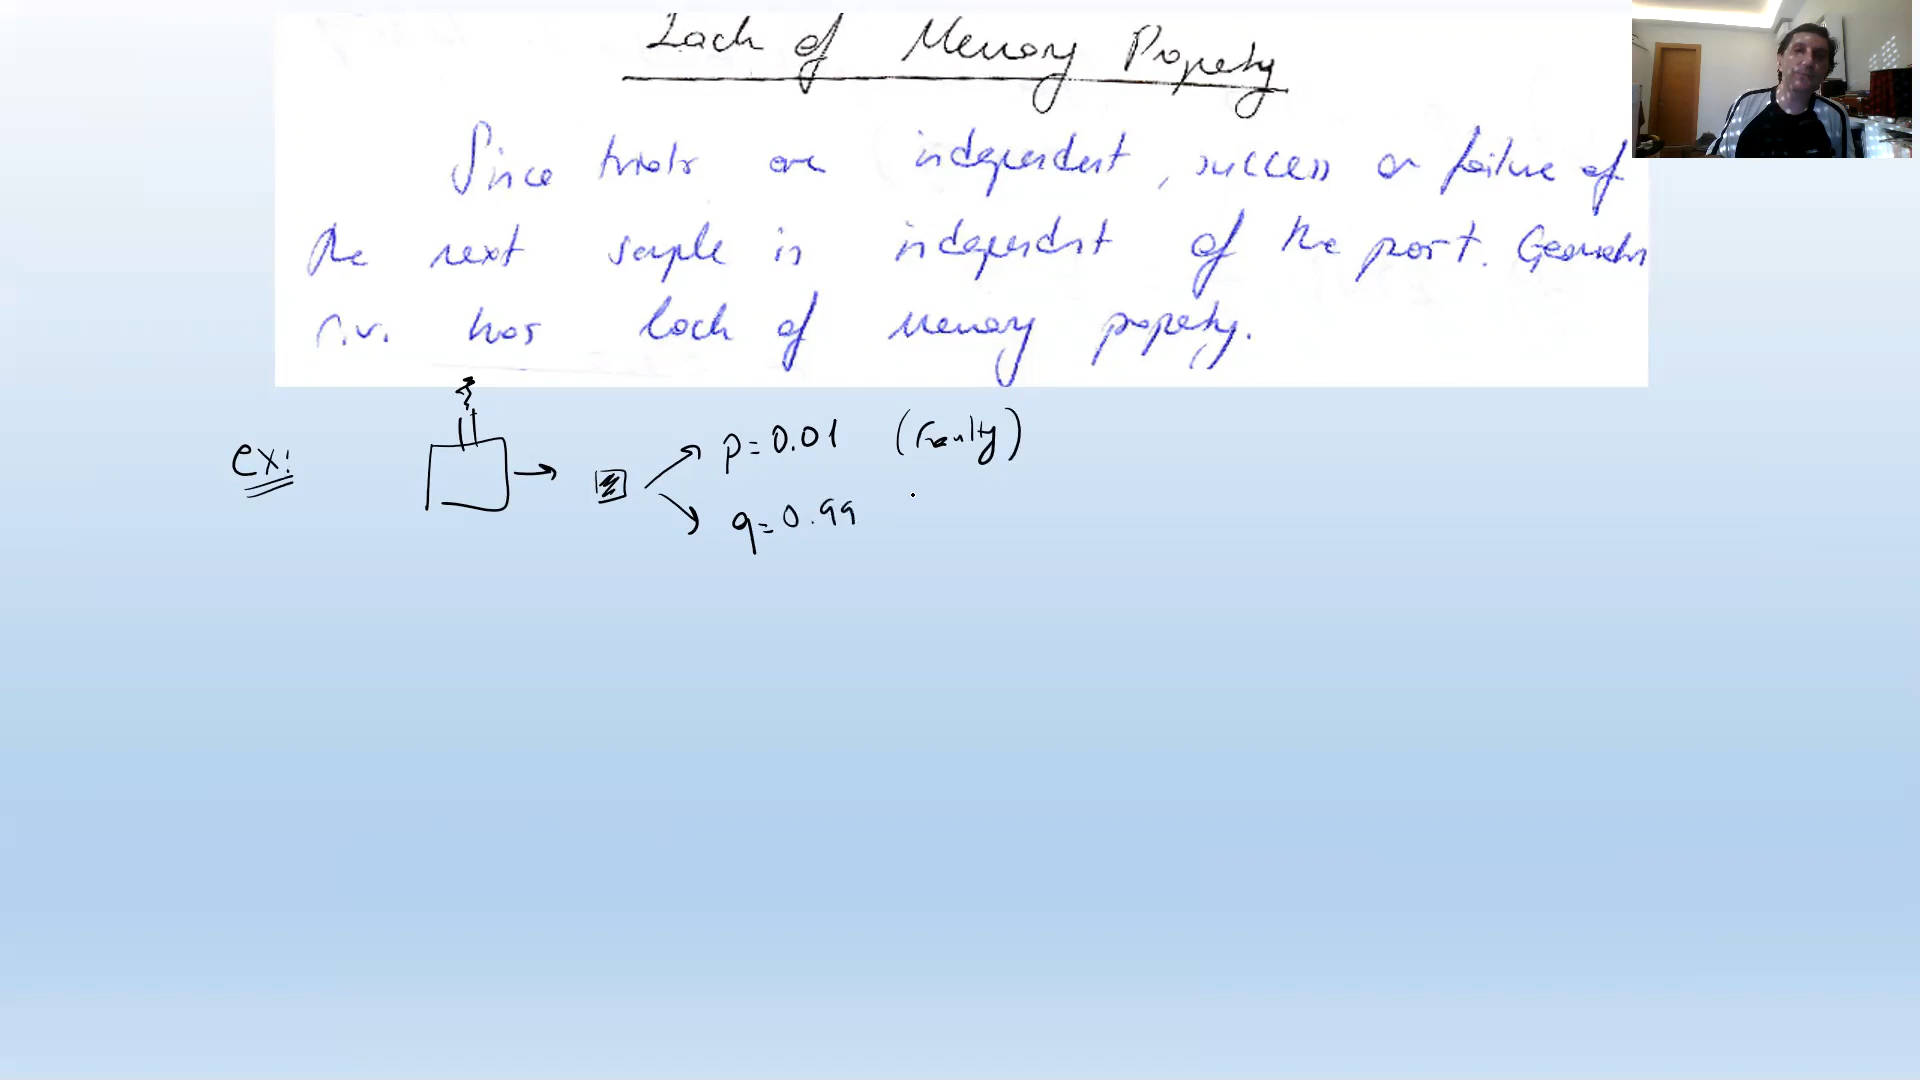 Lack of Memory Property
Since trials are independent, success or failure of
the next sample is independent of the past. Geometric
r.v. has lack of memory property.
ex:
p=0.01 (Faulty)
q=0.99